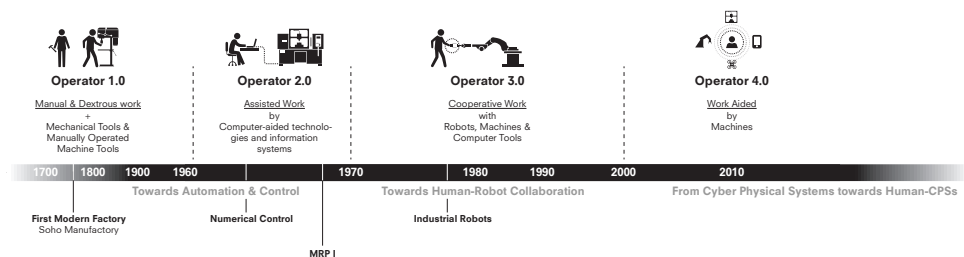 Operator 1.0
Manual & Dextrous work
+
Mechanical Tools &
Manually Operated
Machine Tools
Operator 2.0
Assisted Work
by
Computer-aided technolo-
gies and information
systems
Operator 3.0
Cooperative Work
with
Robots, Machines &
Computer Tools
Operator 4.0
Work Aided
by
Machines
1700 1800 1900 1960 1970 1980 1990 2000 2010
Towards Automation & Control
Towards Human-Robot Collaboration
From Cyber Physical Systems towards Human-CPSs
First Modern Factory
Soho Manufactory
Numerical Control
MRP I
Industrial Robots